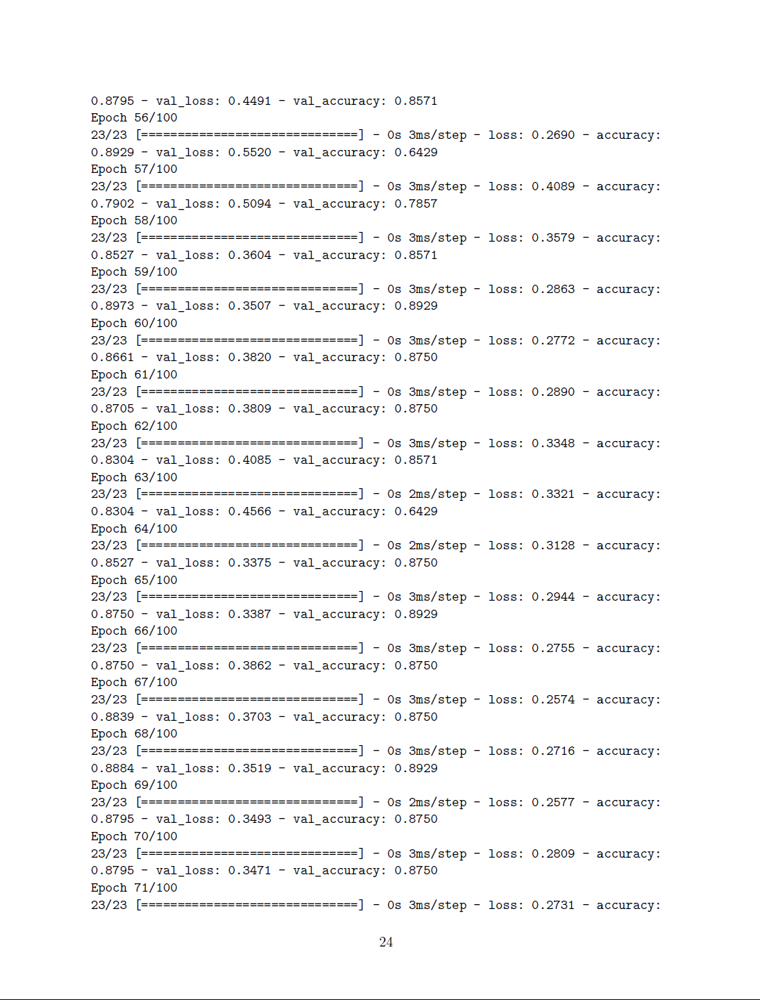 0.8795 - val_loss: 0.4491 - val_accuracy: 0.8571
Epoch 56/100
23/23 [==============================] - 0s 3ms/step - loss: 0.2690 - accuracy:
0.8929 - val_loss: 0.5520 - val_accuracy: 0.6429
Epoch 57/100
23/23 [==============================] - 0s 3ms/step - loss: 0.4089 - accuracy:
0.7902 - val_loss: 0.5094 - val_accuracy: 0.7857
Epoch 58/100
23/23 [==============================] - 0s 3ms/step - loss: 0.3579 - accuracy:
0.8527 - val_loss: 0.3604 - val_accuracy: 0.8571
Epoch 59/100
23/23 [==============================] - 0s 3ms/step - loss: 0.2863 - accuracy:
0.8973 - val_loss: 0.3507 - val_accuracy: 0.8929
Epoch 60/100
23/23 [==============================] - 0s 3ms/step - loss: 0.2772 - accuracy:
0.8661 - val_loss: 0.3820 - val_accuracy: 0.8750
Epoch 61/100
23/23 [==============================] - 0s 3ms/step - loss: 0.2890 - accuracy:
0.8705 - val_loss: 0.3809 - val_accuracy: 0.8750
Epoch 62/100
23/23 [==============================] - 0s 3ms/step - loss: 0.3348 - accuracy:
0.8304 - val_loss: 0.4085 - val_accuracy: 0.8571
Epoch 63/100
23/23 [==============================] - 0s 2ms/step - loss: 0.3321 - accuracy:
0.8304 - val_loss: 0.4566 - val_accuracy: 0.6429
Epoch 64/100
23/23 [==============================] - 0s 2ms/step - loss: 0.3128 - accuracy:
0.8527 - val_loss: 0.3375 - val_accuracy: 0.8750
Epoch 65/100
23/23 [==============================] - 0s 3ms/step - loss: 0.2944 - accuracy:
0.8750 - val_loss: 0.3387 - val_accuracy: 0.8929
Epoch 66/100
23/23 [==============================] - 0s 3ms/step - loss: 0.2755 - accuracy:
0.8750 - val_loss: 0.3862 - val_accuracy: 0.8750
Epoch 67/100
23/23 [==============================] - 0s 3ms/step - loss: 0.2574 - accuracy:
0.8839 - val_loss: 0.3703 - val_accuracy: 0.8750
Epoch 68/100
23/23 [==============================] - 0s 3ms/step - loss: 0.2716 - accuracy:
0.8884 - val_loss: 0.3519 - val_accuracy: 0.8929
Epoch 69/100
23/23 [==============================] - 0s 2ms/step - loss: 0.2577 - accuracy:
0.8795 - val_loss: 0.3493 - val_accuracy: 0.8750
Epoch 70/100
23/23 [==============================] - 0s 3ms/step - loss: 0.2809 - accuracy:
0.8795 - val_loss: 0.3471 - val_accuracy: 0.8750
Epoch 71/100
23/23 [==============================] - 0s 3ms/step - loss: 0.2731 - accuracy:
24